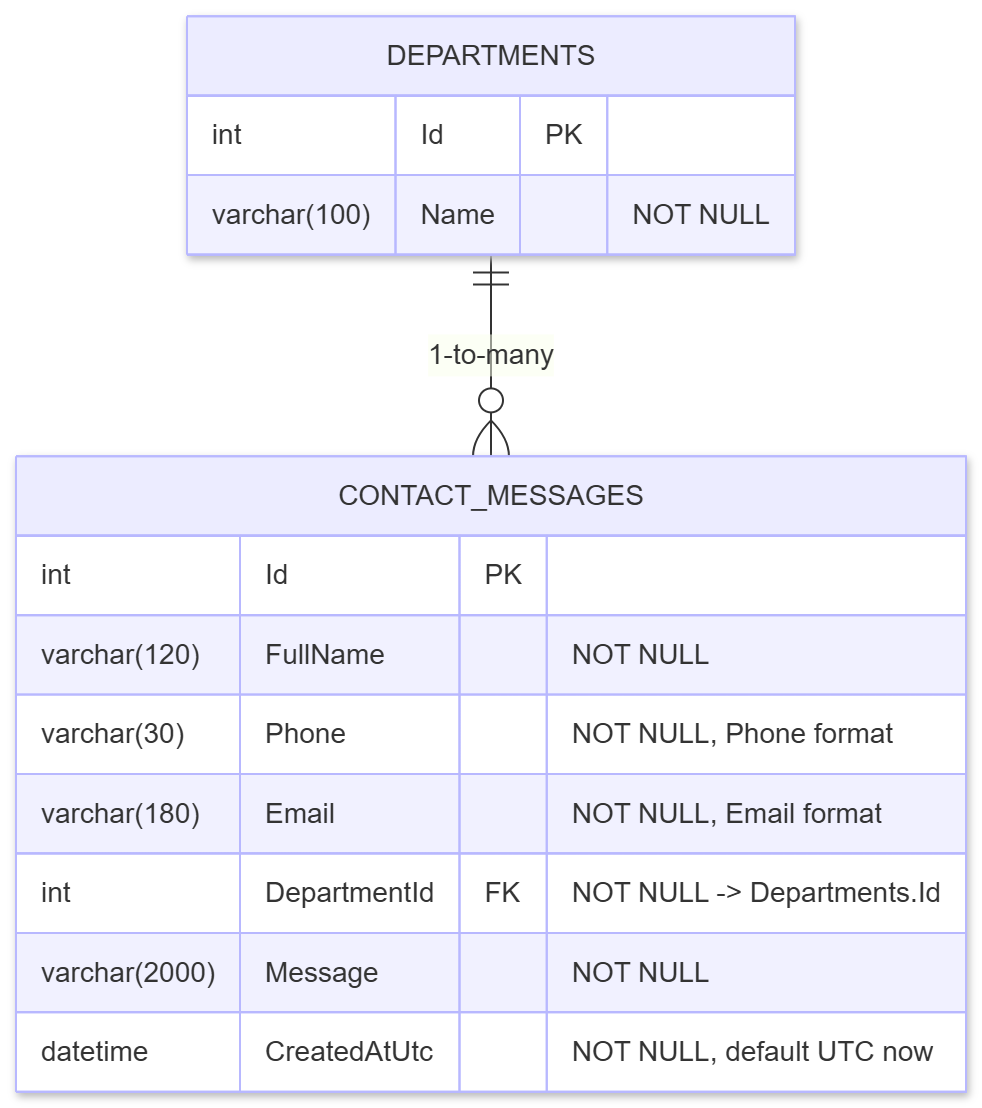 DEPARTMENTS
int Id PK
varchar(100) Name NOT NULL
1-to-many
CONTACT_MESSAGES
int Id PK
varchar(120) FullName NOT NULL
varchar(30) Phone NOT NULL, Phone format
varchar(180) Email NOT NULL, Email format
int DepartmentId FK NOT NULL -> Departments.Id
varchar(2000) Message NOT NULL
datetime CreatedAtUtc NOT NULL, default UTC now